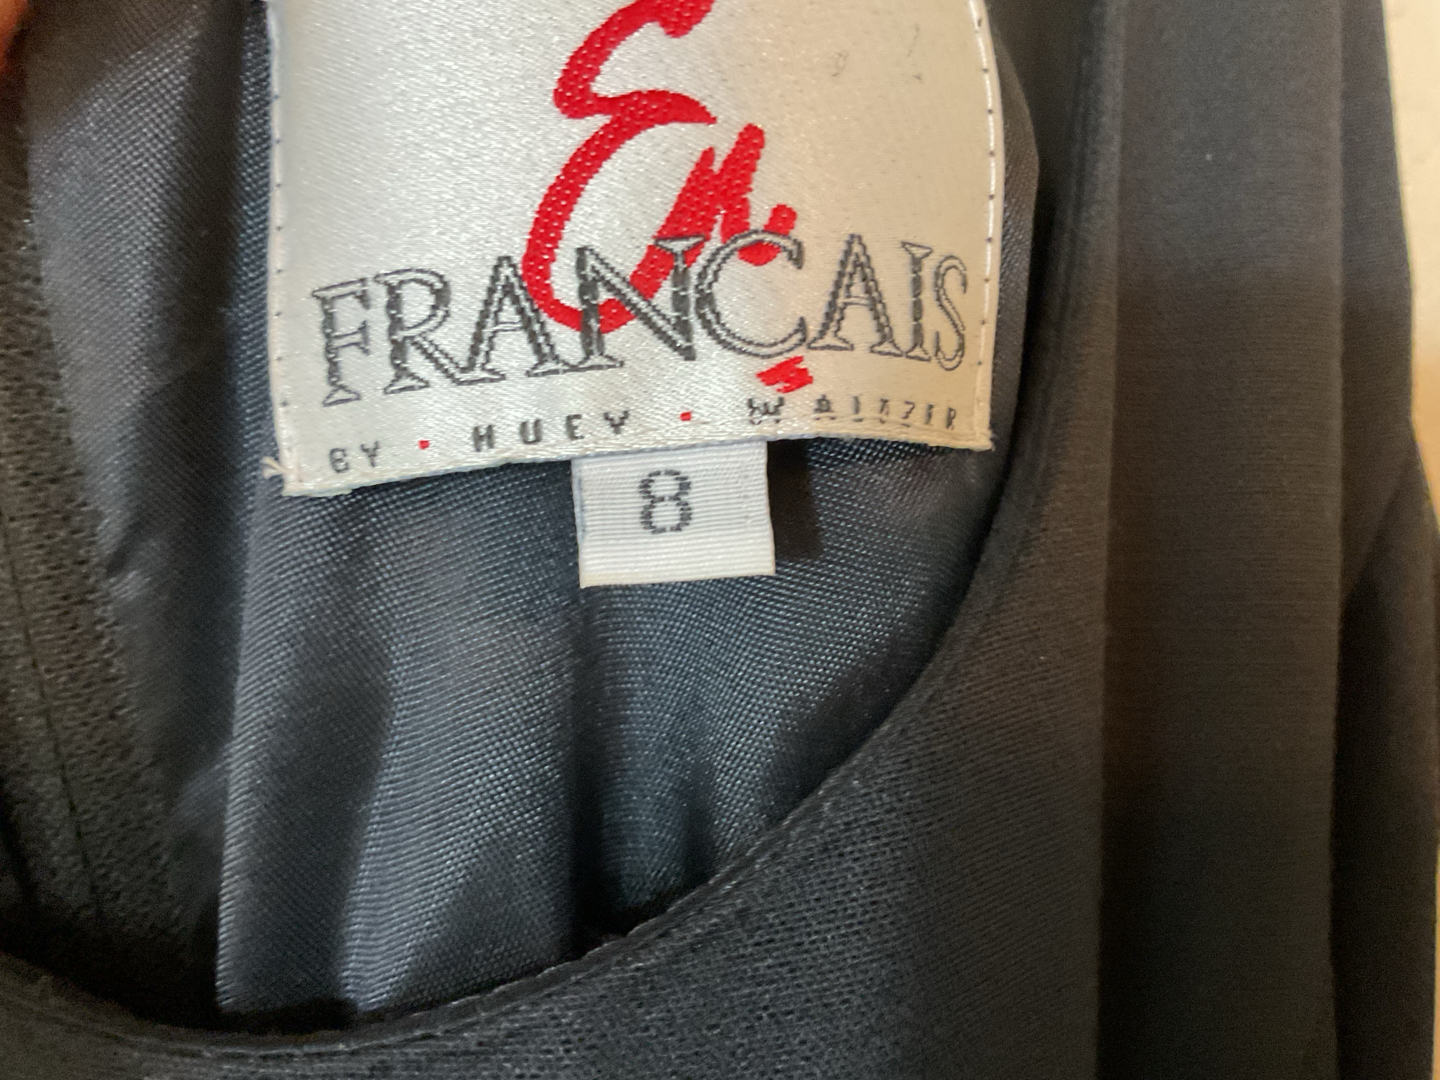 En
FRANÇAIS
BY • HUEY • WALTZER
8